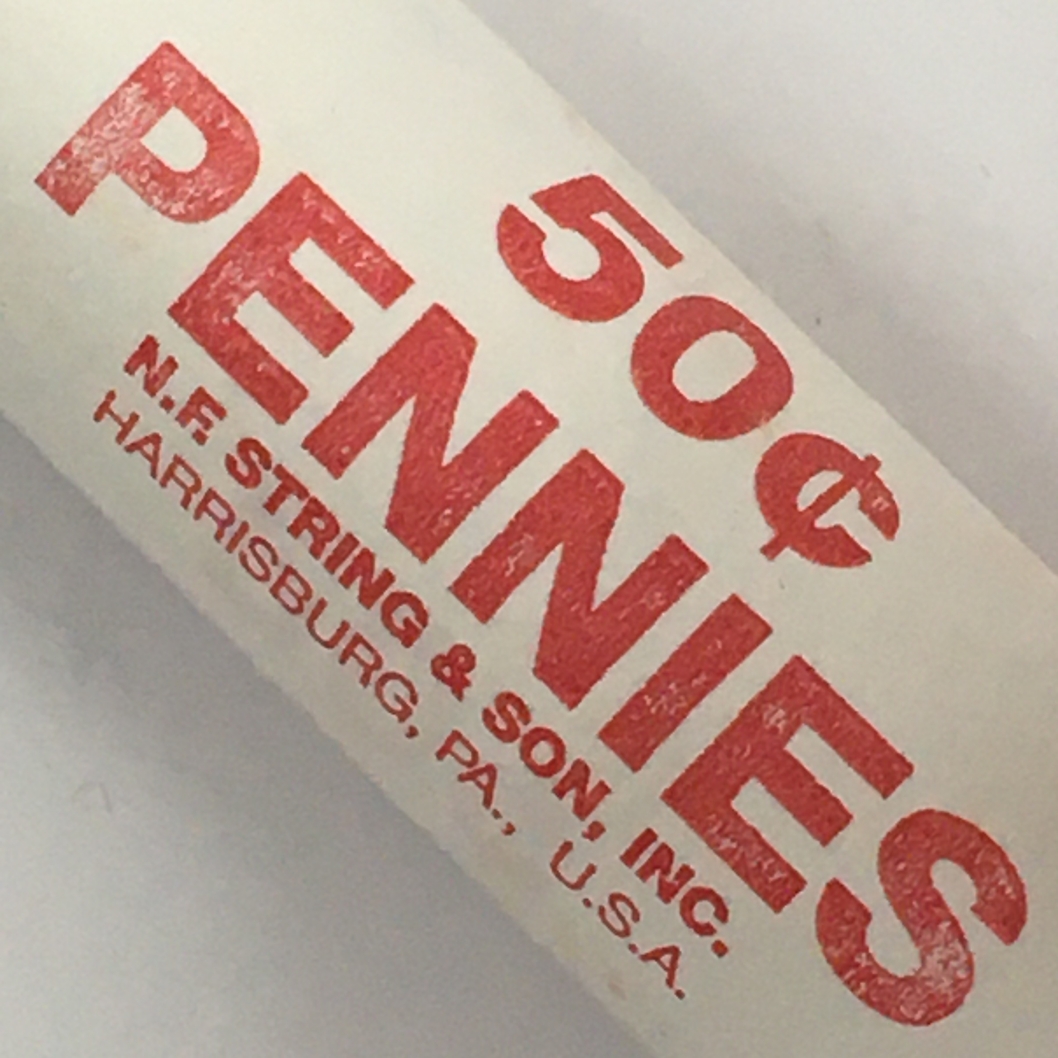 50¢
PENNIES
N.F. STRING & SON, INC.
HARRISBURG, PA., U.S.A.